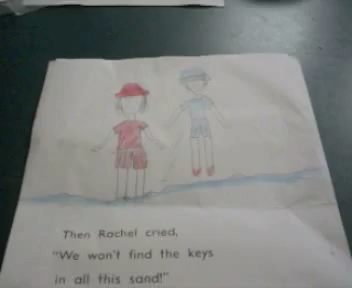 Then Rachel cried,
"We won't find the keys
in all this sand!"